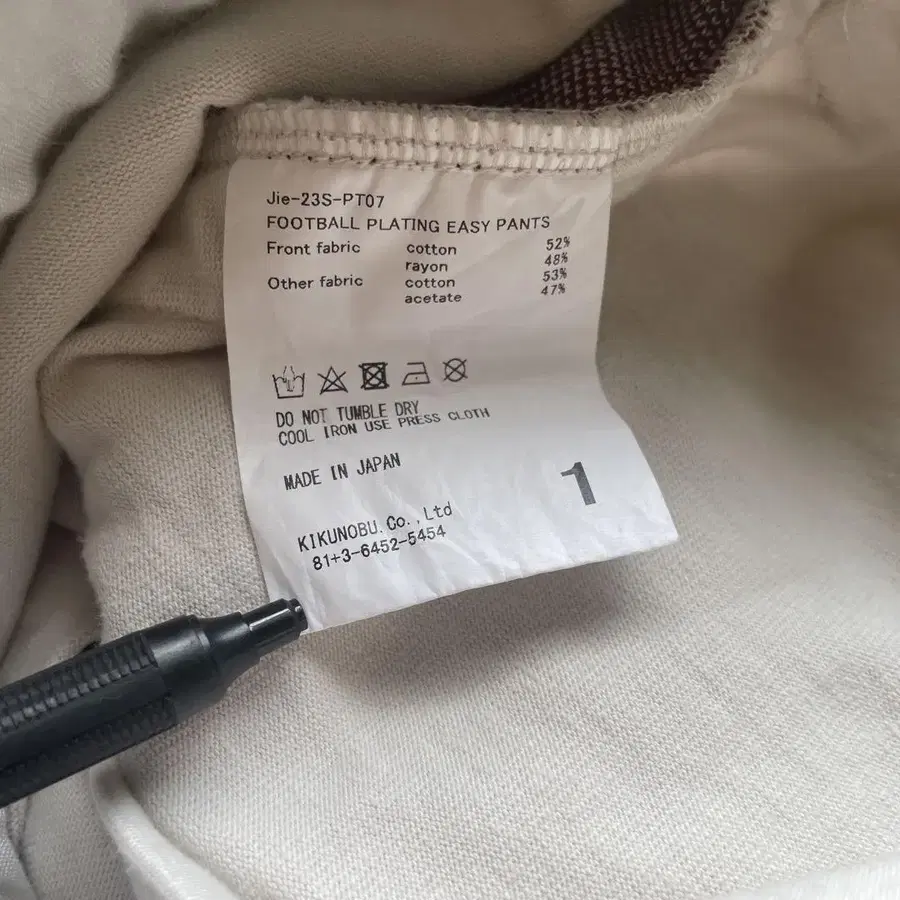 Jie-23S-PT07
FOOTBALL PLATING EASY PANTS
Front fabric cotton 52%
rayon 48%
Other fabric cotton 53%
acetate 47%
DO NOT TUMBLE DRY
COOL IRON USE PRESS CLOTH
MADE IN JAPAN
1
KIKUNOBU. Co., Ltd
81+3-6452-5454